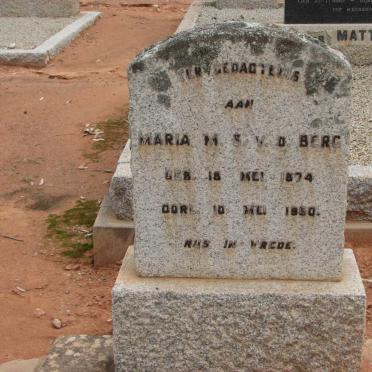 TER GEDAGTENIS
AAN
MARIA M. S. V. D. BERG
GEB. 18 MEI 1874
OORL. 10 MEI 1950.
RUS IN VREDE.
MATT